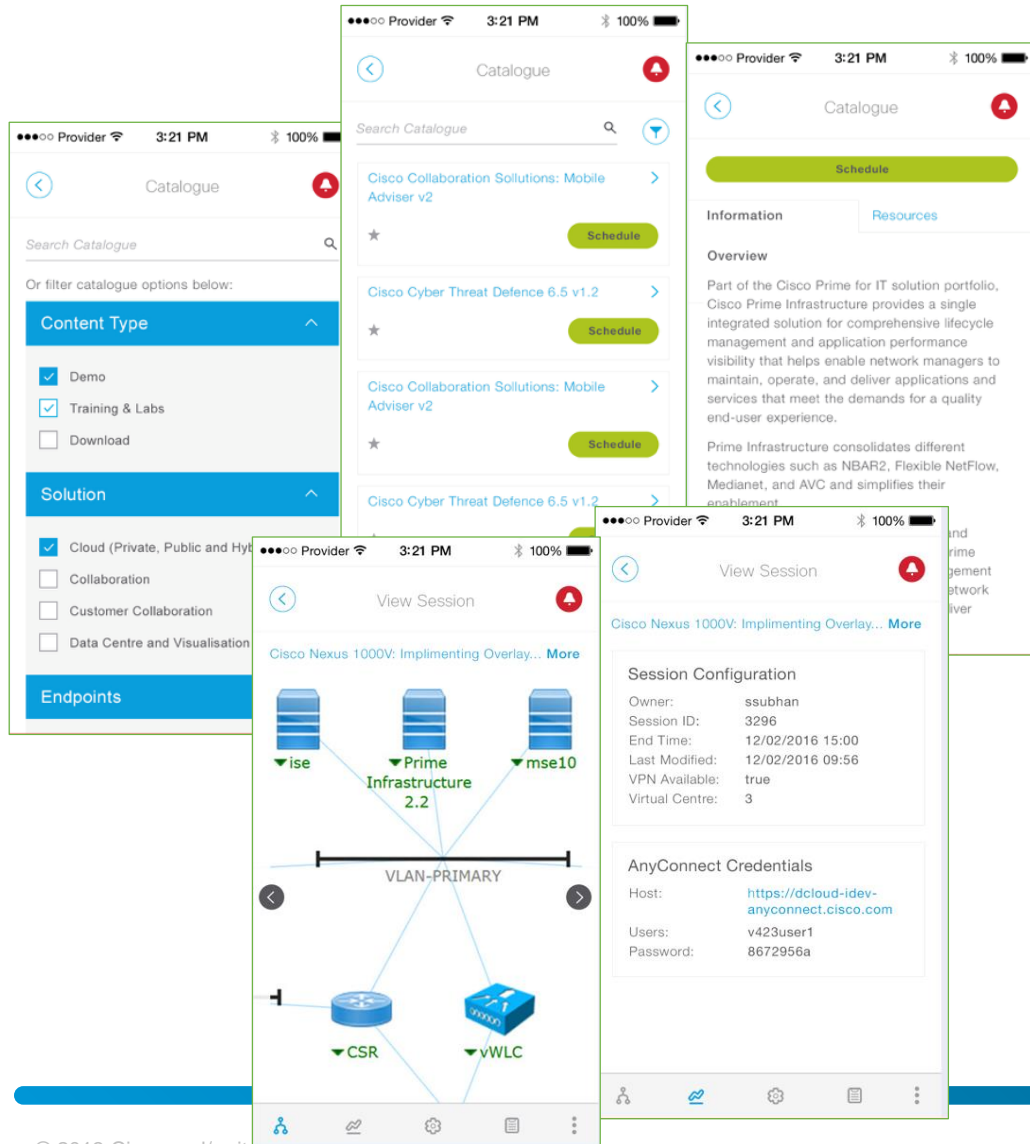 ●●●○○ Provider 3:21 PM 100%
Catalogue
Search Catalogue
Or filter catalogue options below:
Content Type
Demo
Training & Labs
Download
Solution
Cloud (Private, Public and Hyb
Collaboration
Customer Collaboration
Data Centre and Visualisation
Endpoints
●●●○○ Provider 3:21 PM 100%
Catalogue
Search Catalogue
Cisco Collaboration Sollutions: Mobile
Adviser v2
Schedule
Cisco Cyber Threat Defence 6.5 v1.2
Schedule
Cisco Collaboration Sollutions: Mobile
Adviser v2
Schedule
Cisco Cyber Threat Defence 6.5 v1.2
●●●○○ Provider 3:21 PM 100%
Catalogue
Schedule
Information Resources
Overview
Part of the Cisco Prime for IT solution portfolio,
Cisco Prime Infrastructure provides a single
integrated solution for comprehensive lifecycle
management and application performance
visibility that helps enable network managers to
maintain, operate, and deliver applications and
services that meet the demands for a quality
end-user experience.
Prime Infrastructure consolidates different
technologies such as NBAR2, Flexible NetFlow,
Medianet, and AVC and simplifies their
enablement
●●●○○ Provider 3:21 PM 100%
View Session
Cisco Nexus 1000V: Implimenting Overlay... More
ise
Prime
Infrastructure
2.2
mse10
VLAN-PRIMARY
CSR
vWLC
●●●○○ Provider 3:21 PM 100%
View Session
Cisco Nexus 1000V: Implimenting Overlay... More
Session Configuration
Owner: ssubhan
Session ID: 3296
End Time: 12/02/2016 15:00
Last Modified: 12/02/2016 09:56
VPN Available: true
Virtual Centre: 3
AnyConnect Credentials
Host: https://dcloud-idev-
anyconnect.cisco.com
Users: v423user1
Password: 8672956a